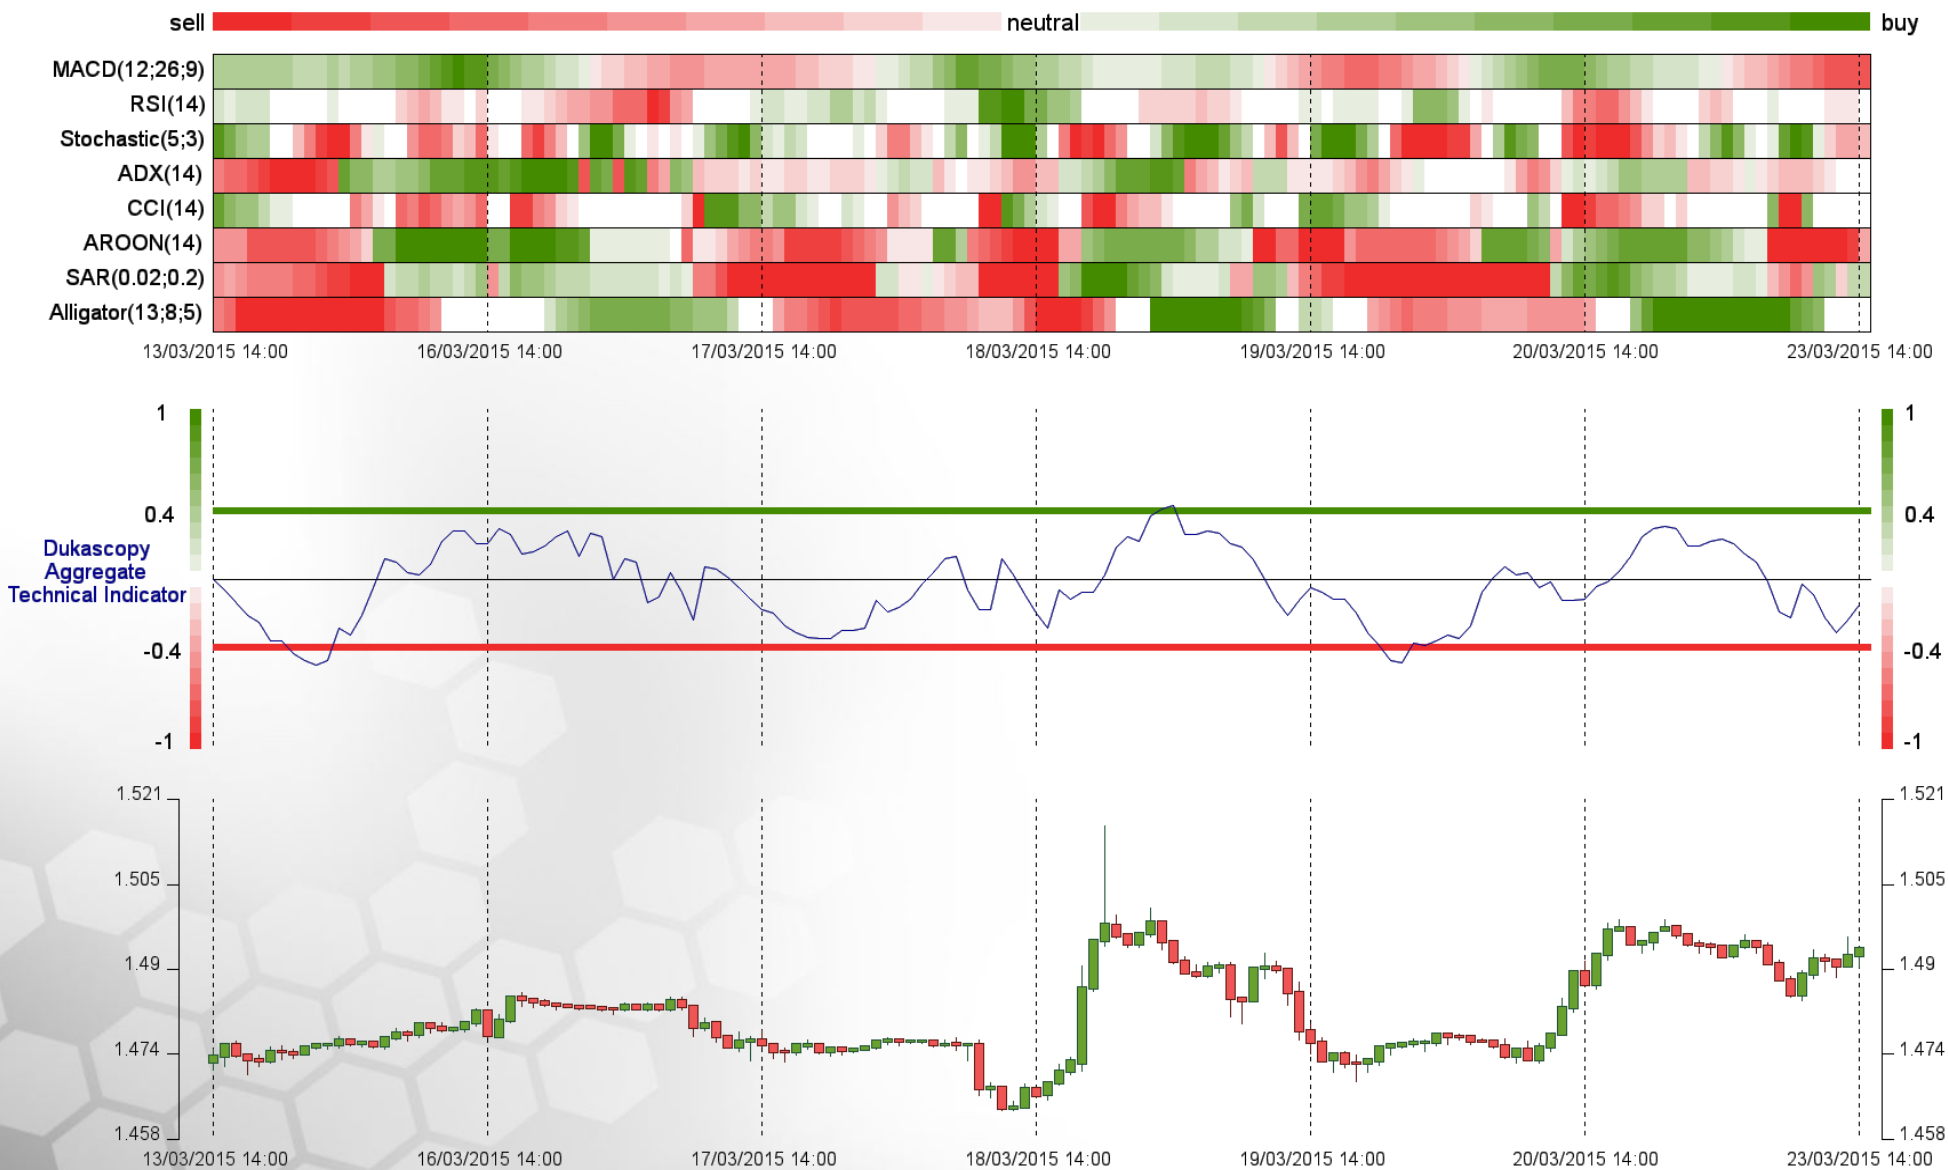 sell neutral buy
MACD(12;26;9)
RSI(14)
Stochastic(5;3)
ADX(14)
CCI(14)
AROON(14)
SAR(0.02;0.2)
Alligator(13;8;5)
13/03/2015 14:00 16/03/2015 14:00 17/03/2015 14:00 18/03/2015 14:00 19/03/2015 14:00 20/03/2015 14:00 23/03/2015 14:00
1 1
0.4 0.4
Dukascopy
Aggregate
Technical Indicator
-0.4 -0.4
-1 -1
1.521 1.521
1.505 1.505
1.49 1.49
1.474 1.474
1.458 1.458
13/03/2015 14:00 16/03/2015 14:00 17/03/2015 14:00 18/03/2015 14:00 19/03/2015 14:00 20/03/2015 14:00 23/03/2015 14:00